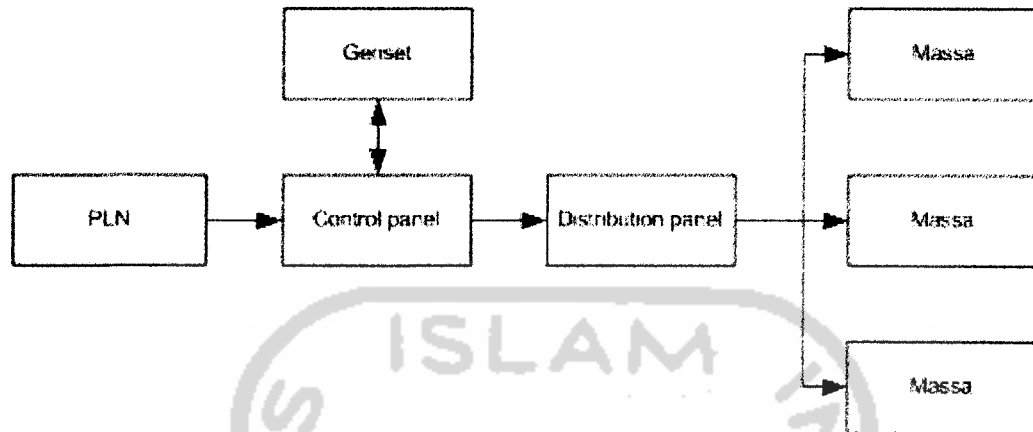 Genset
Massa
PLN
Control panel
Distribution panel
Massa
ISLAM
Massa